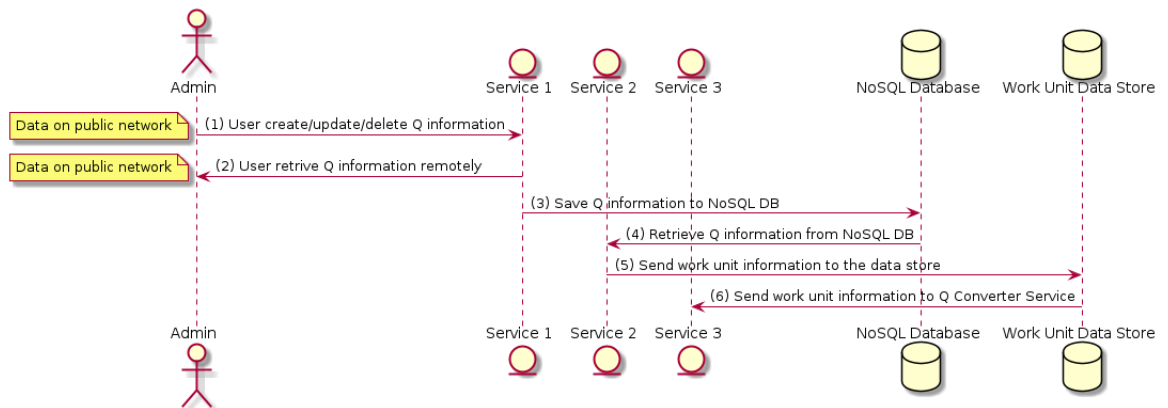 Admin
Service 1
Service 2
Service 3
NoSQL Database
Work Unit Data Store
Data on public network
(1) User create/update/delete Q information
Data on public network
(2) User retrive Q information remotely
(3) Save Q information to NoSQL DB
(4) Retrieve Q information from NoSQL DB
(5) Send work unit information to the data store
(6) Send work unit information to Q Converter Service
Admin
Service 1
Service 2
Service 3
NoSQL Database
Work Unit Data Store